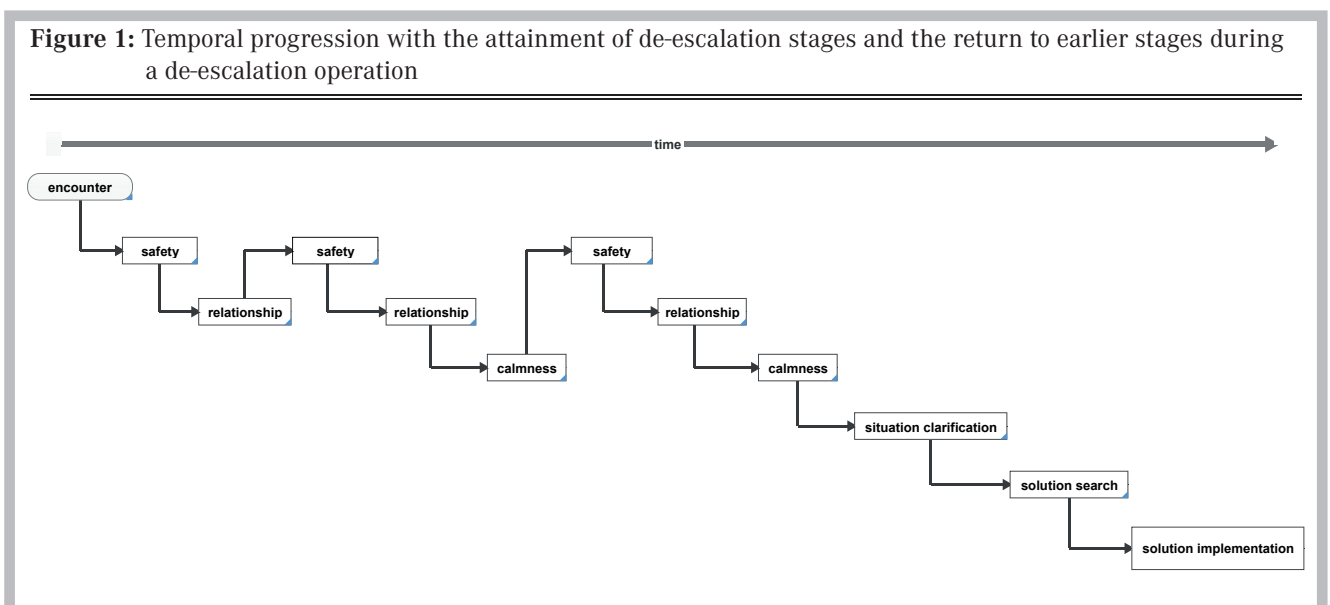 Figure 1: Temporal progression with the attainment of de-escalation stages and the return to earlier stages during
a de-escalation operation
time
encounter
safety
safety
safety
relationship
relationship
relationship
calmness
calmness
situation clarification
solution search
solution implementation